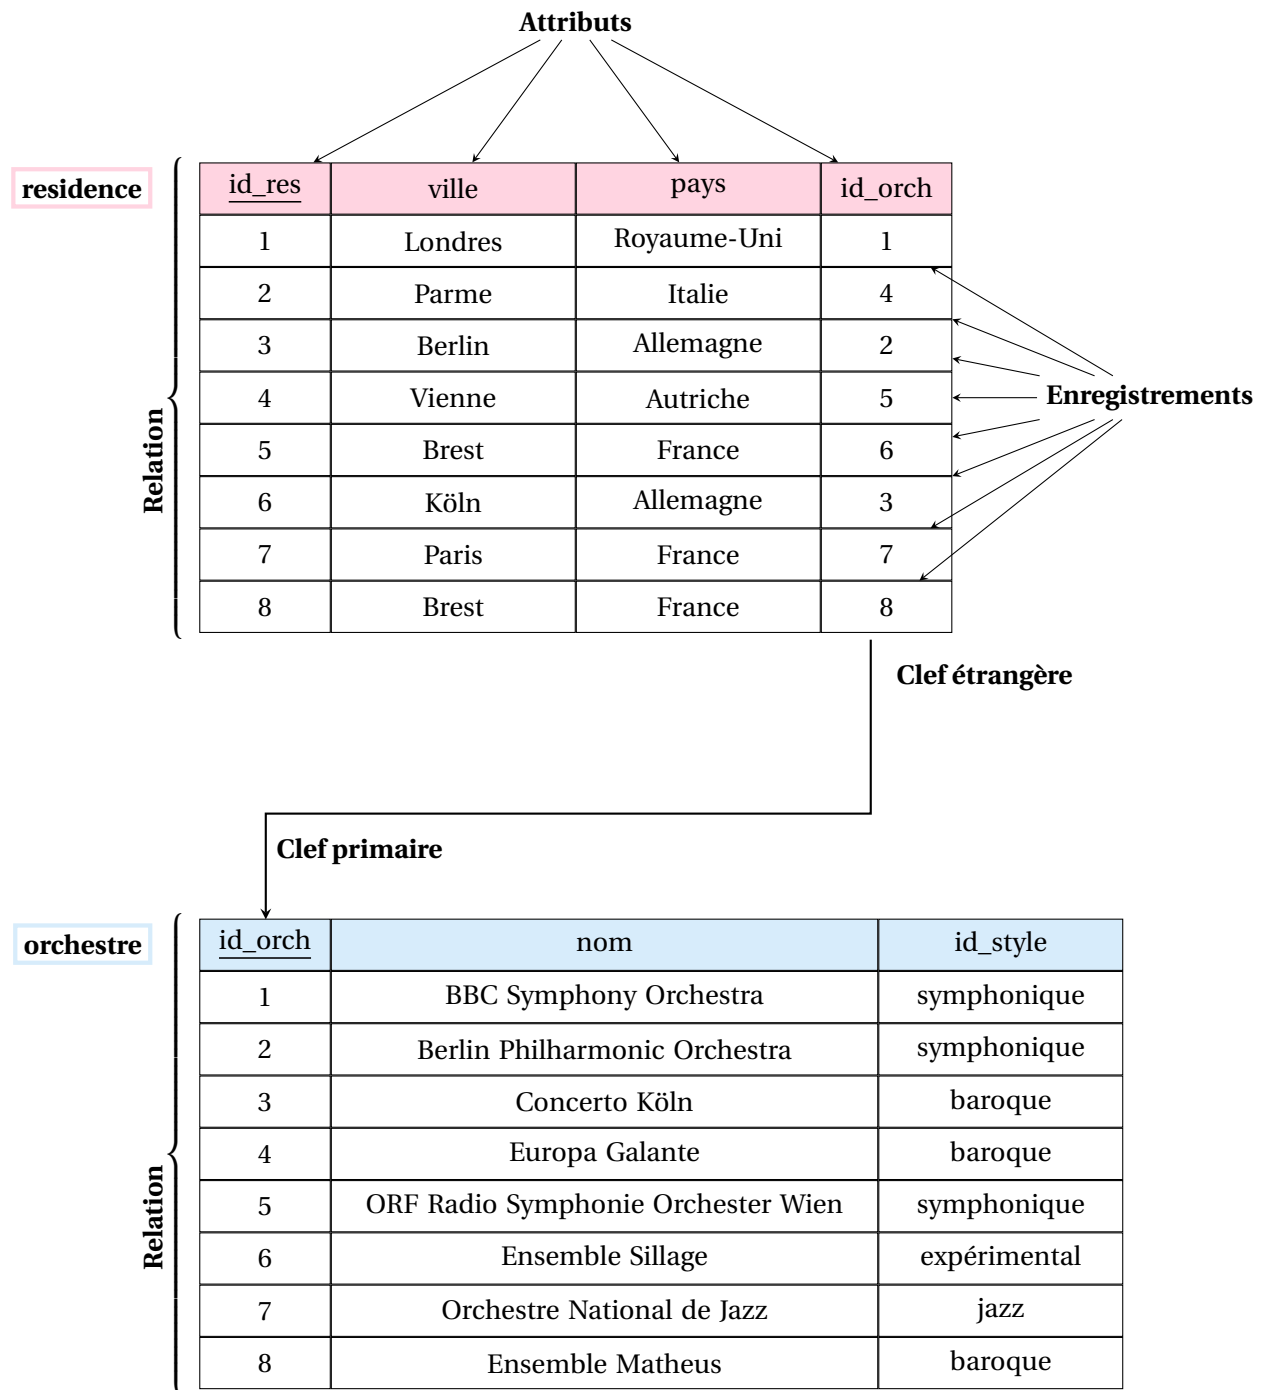 Attributs
residence
id_res ville pays id_orch
1 Londres Royaume-Uni 1
2 Parme Italie 4
3 Berlin Allemagne 2
4 Vienne Autriche 5
Enregistrements
5 Brest France 6
6 Köln Allemagne 3
7 Paris France 7
8 Brest France 8
Relation
Clef étrangère
Clef primaire
orchestre
id_orch nom id_style
1 BBC Symphony Orchestra symphonique
2 Berlin Philharmonic Orchestra symphonique
3 Concerto Köln baroque
4 Europa Galante baroque
5 ORF Radio Symphonie Orchester Wien symphonique
6 Ensemble Sillage expérimental
7 Orchestre National de Jazz jazz
8 Ensemble Matheus baroque
Relation